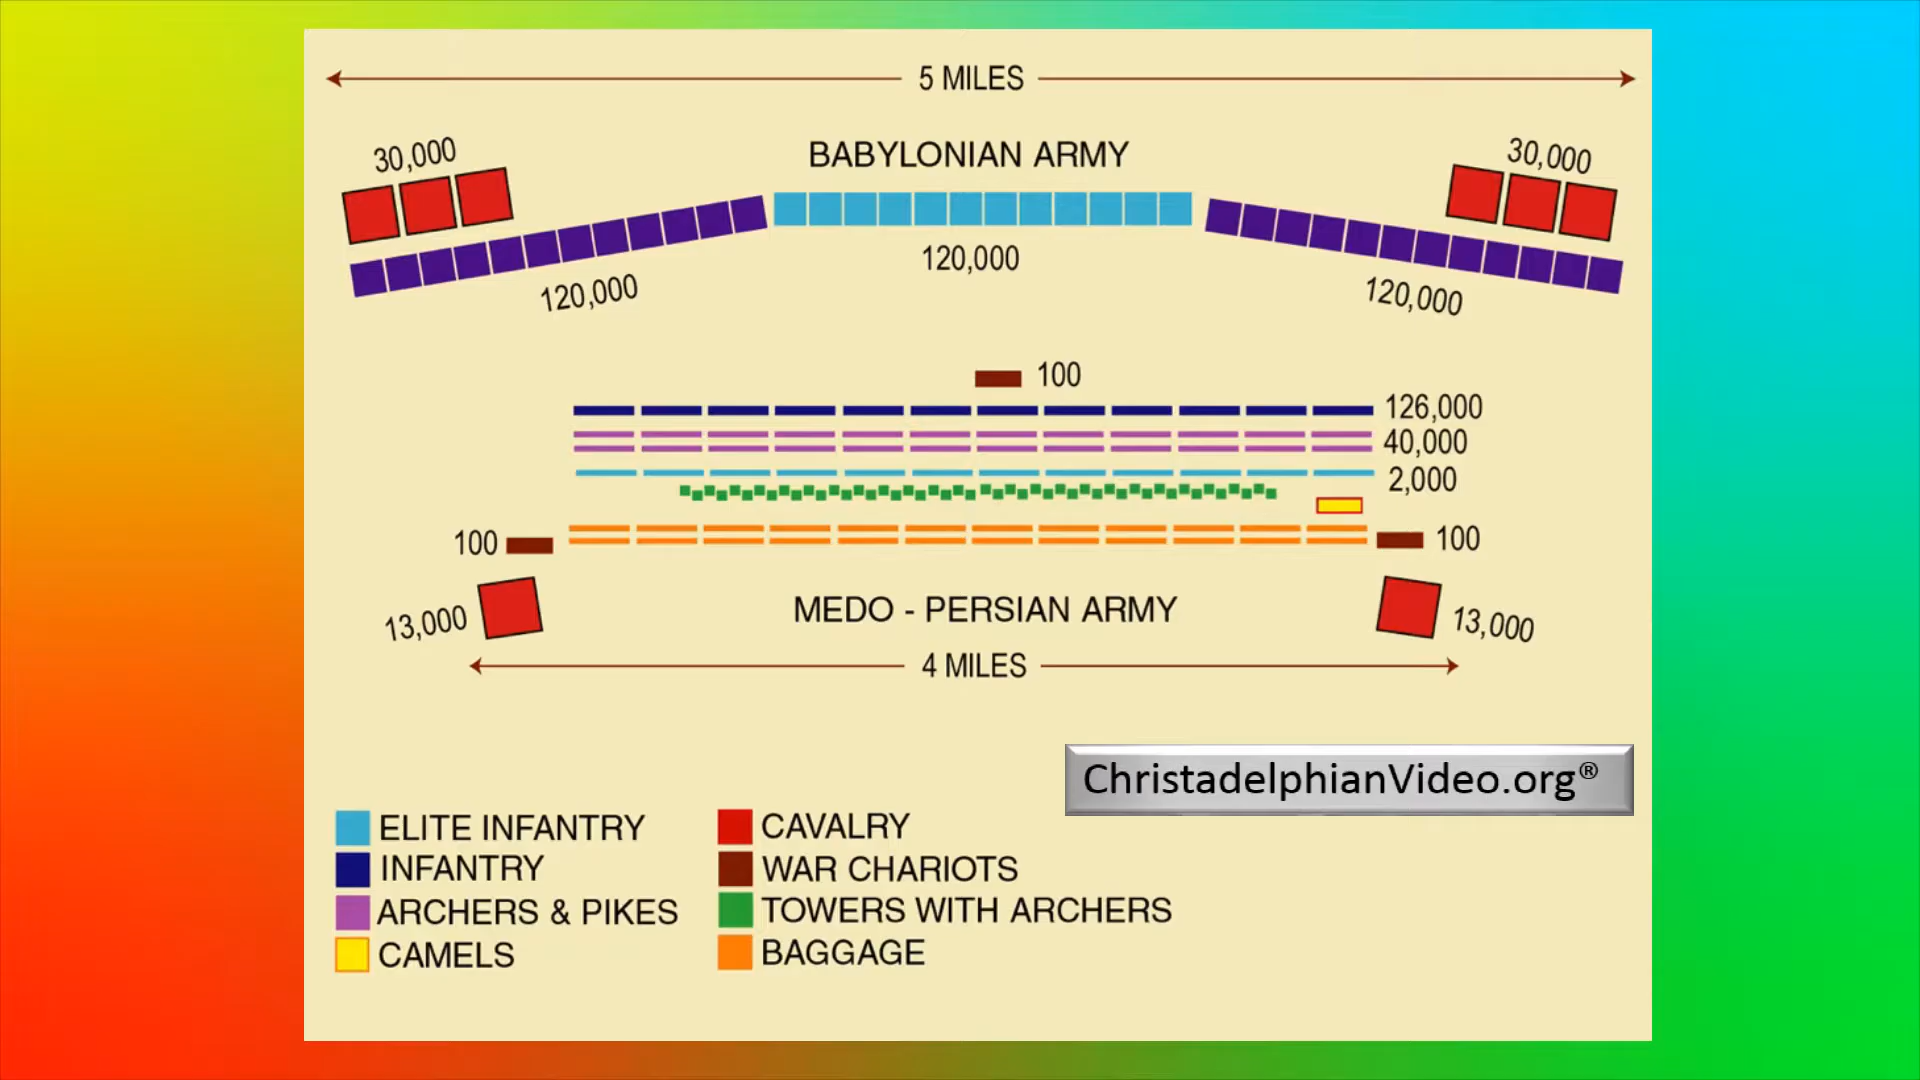 5 MILES
30,000
BABYLONIAN ARMY
30,000
120,000
120,000
120,000
100
126,000
40,000
2,000
100
100
13,000
MEDO - PERSIAN ARMY
13,000
4 MILES
ChristadelphianVideo.org®
ELITE INFANTRY
INFANTRY
ARCHERS & PIKES
CAMELS
CAVALRY
WAR CHARIOTS
TOWERS WITH ARCHERS
BAGGAGE